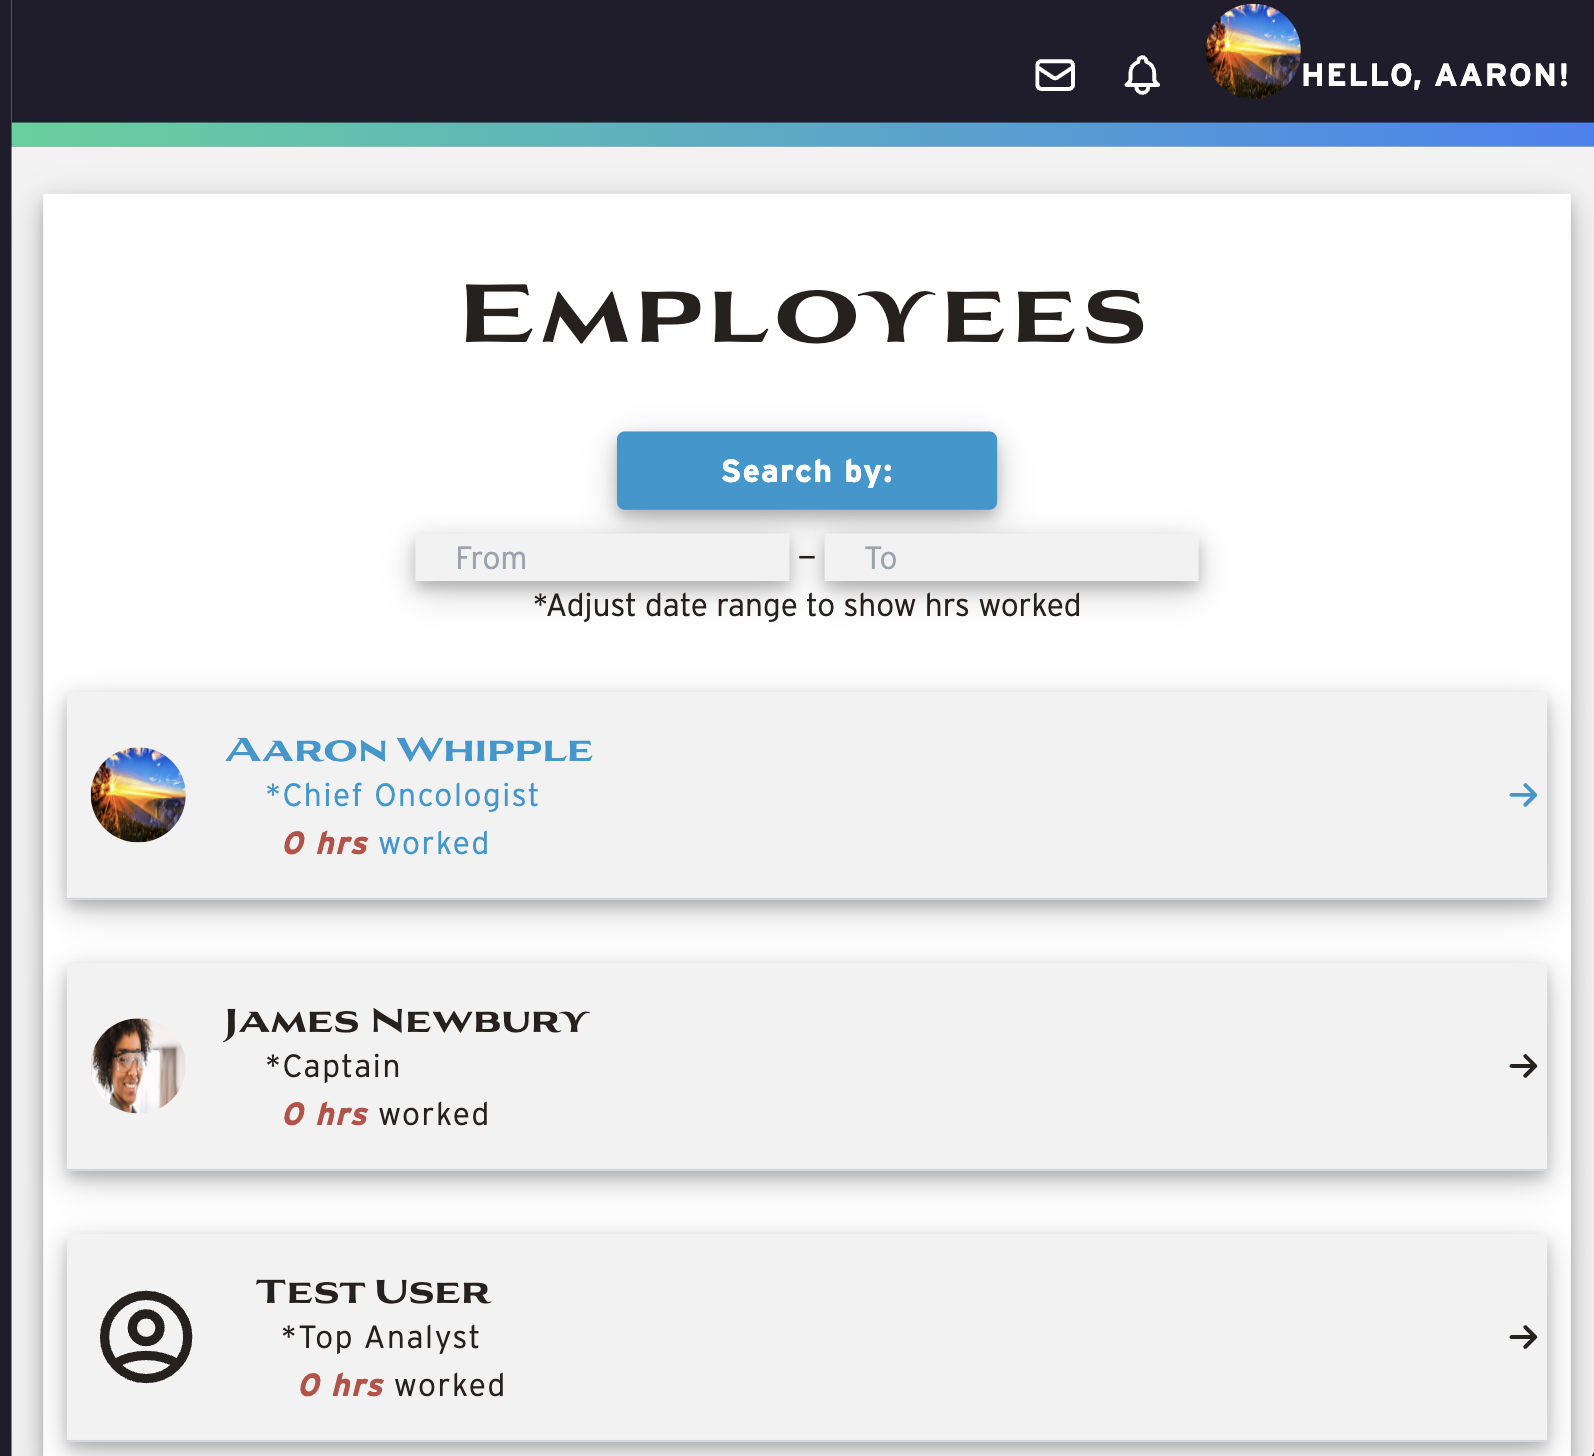 HELLO, AARON!
Employees
Search by:
From – To
*Adjust date range to show hrs worked
Aaron Whipple
*Chief Oncologist
0 hrs worked
James Newbury
*Captain
0 hrs worked
Test User
*Top Analyst
0 hrs worked